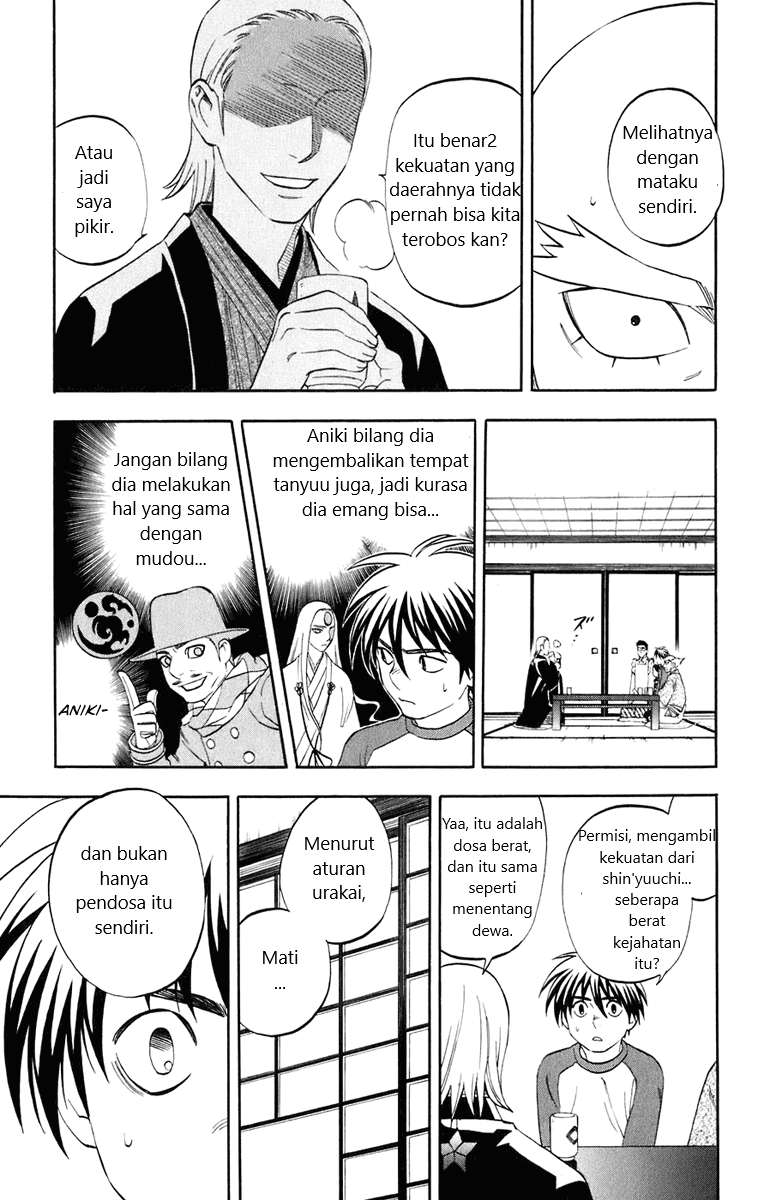 Melihatnya
dengan
mataku
sendiri.
Itu benar2
kekuatan yang
daerahnya tidak
pernah bisa kita
terobos kan?
Atau
jadi
saya
pikir.
ズ
Aniki bilang dia
mengembalikan tempat
tanyuu juga, jadi kurasa
dia emang bisa...
Jangan bilang
dia melakukan
hal yang sama
dengan
mudou...
ANIKI-
Permisi, mengambil
kekuatan dari
shin'yuuchi...
seberapa
berat
kejahatan
itu?
Yaa, itu adalah
dosa berat,
dan itu sama
seperti
menentang
dewa.
Menurut
aturan
urakai,
Mati
...
dan bukan
hanya
pendosa itu
sendiri.